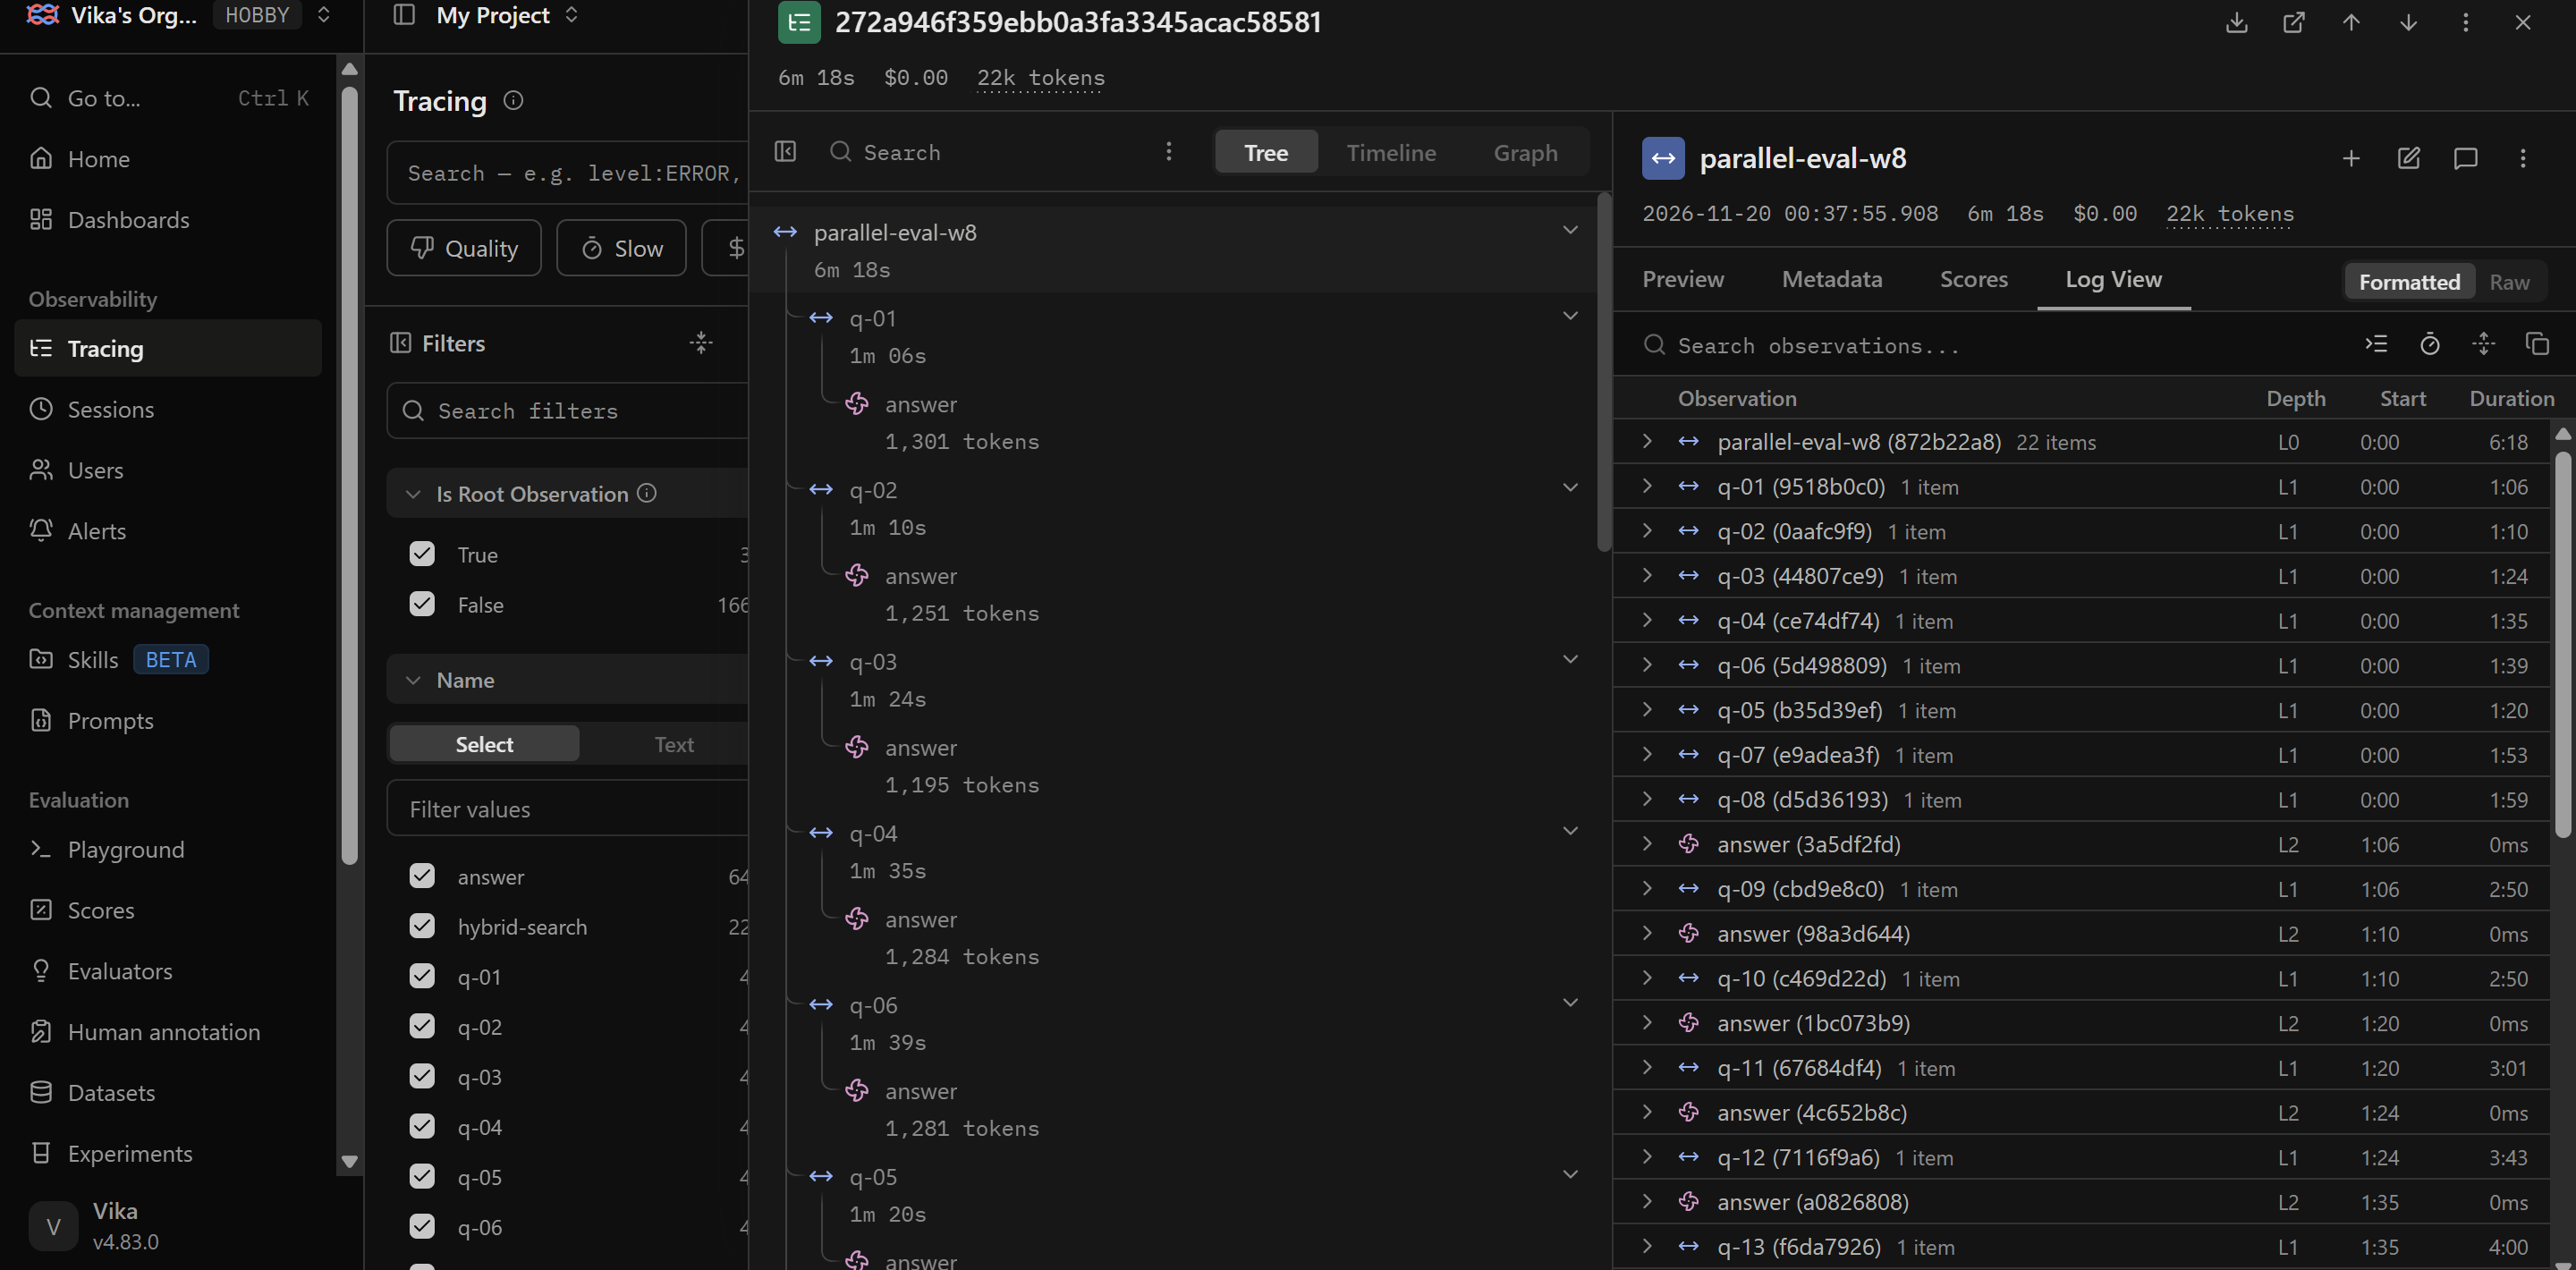 Vika's Org...
HOBBY
Go to...
Ctrl K
Home
Dashboards
Observability
Tracing
Sessions
Users
Alerts
Context management
Skills
BETA
Prompts
Evaluation
Playground
Scores
Evaluators
Human annotation
Datasets
Experiments
V
Vika
v4.83.0
My Project
Tracing
Search — e.g. level:ERROR,
Quality
Slow
$
Filters
Search filters
Is Root Observation
True 3
False 166
Name
Select
Text
Filter values
answer 64
hybrid-search 22
q-01 4
q-02 4
q-03 4
q-04 4
q-05 4
q-06 4
272a946f359ebb0a3fa3345acac58581
6m 18s $0.00 22k tokens
Search
Tree
Timeline
Graph
parallel-eval-w8
6m 18s
q-01
1m 06s
answer
1,301 tokens
q-02
1m 10s
answer
1,251 tokens
q-03
1m 24s
answer
1,195 tokens
q-04
1m 35s
answer
1,284 tokens
q-06
1m 39s
answer
1,281 tokens
q-05
1m 20s
answer
parallel-eval-w8
2026-11-20 00:37:55.908 6m 18s $0.00 22k tokens
Preview
Metadata
Scores
Log View
Formatted
Raw
Search observations...
Observation Depth Start Duration
parallel-eval-w8 (872b22a8) 22 items L0 0:00 6:18
q-01 (9518b0c0) 1 item L1 0:00 1:06
q-02 (0aafc9f9) 1 item L1 0:00 1:10
q-03 (44807ce9) 1 item L1 0:00 1:24
q-04 (ce74df74) 1 item L1 0:00 1:35
q-06 (5d498809) 1 item L1 0:00 1:39
q-05 (b35d39ef) 1 item L1 0:00 1:20
q-07 (e9adea3f) 1 item L1 0:00 1:53
q-08 (d5d36193) 1 item L1 0:00 1:59
answer (3a5df2fd) L2 1:06 0ms
q-09 (cbd9e8c0) 1 item L1 1:06 2:50
answer (98a3d644) L2 1:10 0ms
q-10 (c469d22d) 1 item L1 1:10 2:50
answer (1bc073b9) L2 1:20 0ms
q-11 (67684df4) 1 item L1 1:20 3:01
answer (4c652b8c) L2 1:24 0ms
q-12 (7116f9a6) 1 item L1 1:24 3:43
answer (a0826808) L2 1:35 0ms
q-13 (f6da7926) 1 item L1 1:35 4:00